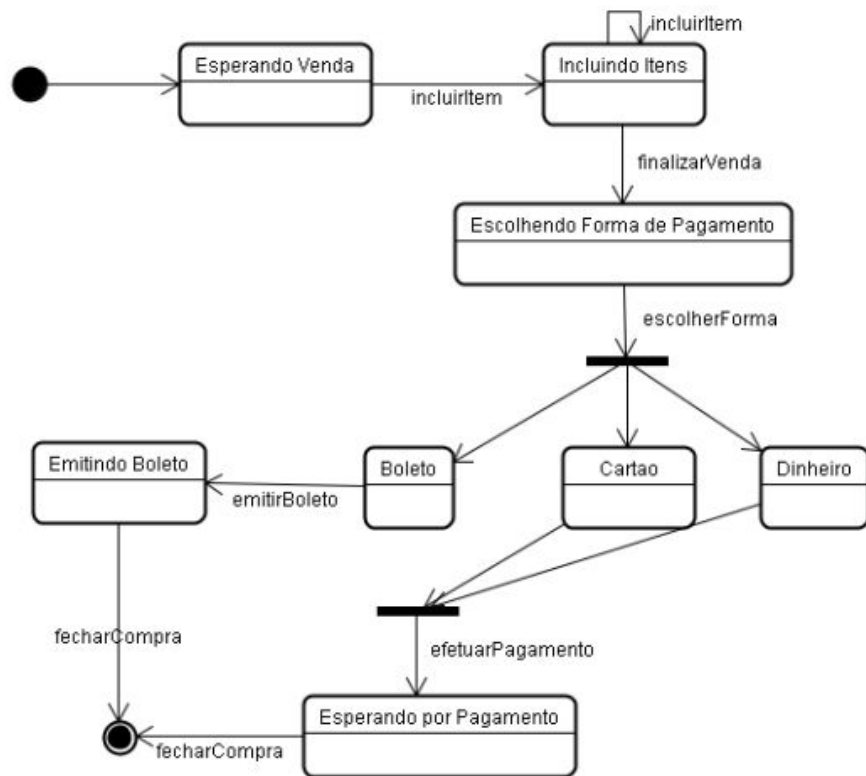 incluirItem
Esperando Venda
Incluindo Itens
incluirItem
finalizarVenda
Escolhendo Forma de Pagamento
escolherForma
Emitindo Boleto
Boleto
Cartao
Dinheiro
emitirBoleto
fecharCompra
efetuarPagamento
Esperando por Pagamento
fecharCompra